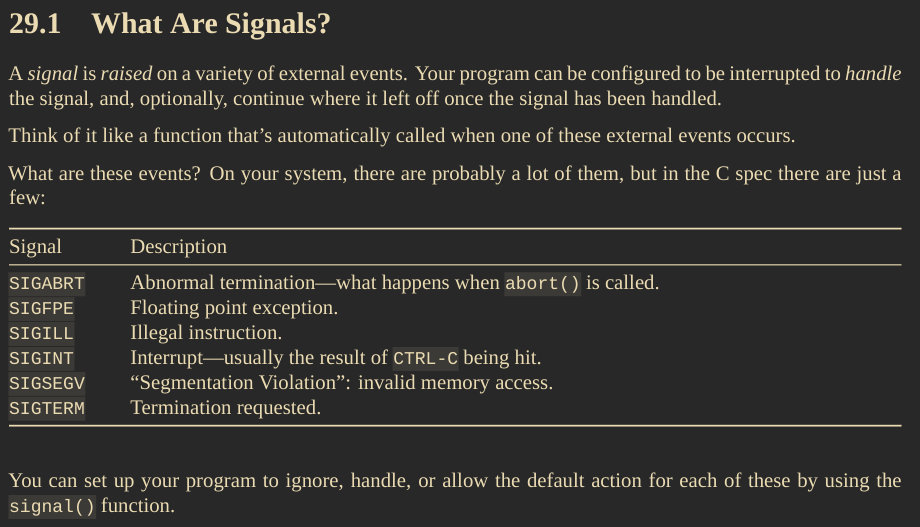 29.1 What Are Signals?
A signal is raised on a variety of external events. Your program can be configured to be interrupted to handle
the signal, and, optionally, continue where it left off once the signal has been handled.
Think of it like a function that’s automatically called when one of these external events occurs.
What are these events? On your system, there are probably a lot of them, but in the C spec there are just a
few:
Signal Description
SIGABRT Abnormal termination—what happens when abort() is called.
SIGFPE Floating point exception.
SIGILL Illegal instruction.
SIGINT Interrupt—usually the result of CTRL-C being hit.
SIGSEGV “Segmentation Violation”: invalid memory access.
SIGTERM Termination requested.
You can set up your program to ignore, handle, or allow the default action for each of these by using the
signal() function.